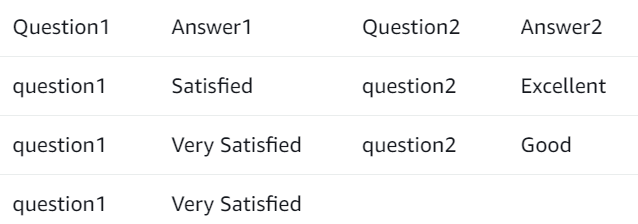 Question1 Answer1 Question2 Answer2
question1 Satisfied question2 Excellent
question1 Very Satisfied question2 Good
question1 Very Satisfied